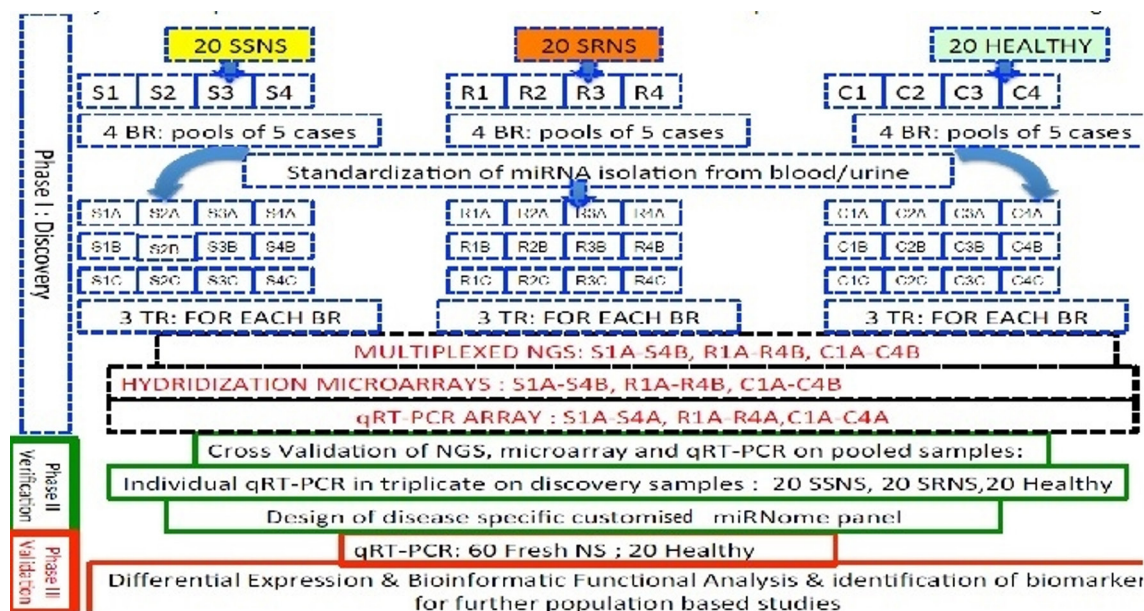 20 SSNS 20 SRNS 20 HEALTHY
S1 S2 S3 S4 R1 R2 R3 R4 C1 C2 C3 C4
4 BR: pools of 5 cases 4 BR: pools of 5 cases 4 BR: pools of 5 cases
Standardization of miRNA isolation from blood/urine
S1A S2A S3A S4A R1A R2A R3A R4A C1A C2A C3A C4A
S1B S2B S3B S4B R1B R2B R3B R4B C1B C2B C3B C4B
S1C S2C S3C S4C R1C R2C R3C R4C C1C C2C C3C C4C
3 TR: FOR EACH BR 3 TR: FOR EACH BR 3 TR: FOR EACH BR
Phase I : Discovery
MULTIPLEXED NGS: S1A-S4B, R1A-R4B, C1A-C4B
HYDRIDIZATION MICROARRAYS : S1A-S4B, R1A-R4B, C1A-C4B
qRT-PCR ARRAY : S1A-S4A, R1A-R4A,C1A-C4A
Phase II
Verification
Cross Validation of NGS, microarray and qRT-PCR on pooled samples:
Individual qRT-PCR in triplicate on discovery samples : 20 SSNS, 20 SRNS,20 Healthy
Design of disease specific customised miRNome panel
Phase III
Validation
qRT-PCR: 60 Fresh NS ; 20 Healthy
Differential Expression & Bioinformatic Functional Analysis & identification of biomarker
for further population based studies